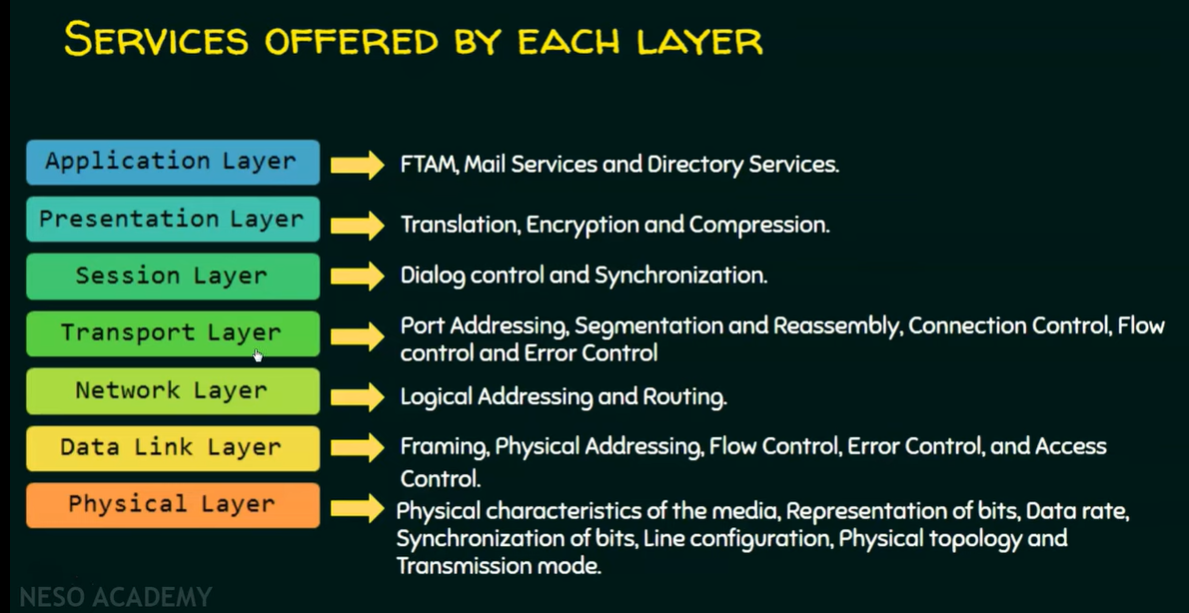 SERVICES OFFERED BY EACH LAYER
Application Layer
FTAM, Mail Services and Directory Services.
Presentation Layer
Translation, Encryption and Compression.
Session Layer
Dialog control and Synchronization.
Transport Layer
Port Addressing, Segmentation and Reassembly, Connection Control, Flow
control and Error Control
Network Layer
Logical Addressing and Routing.
Data Link Layer
Framing, Physical Addressing, Flow Control, Error Control, and Access
Control.
Physical Layer
Physical characteristics of the media, Representation of bits, Data rate,
Synchronization of bits, Line configuration, Physical topology and
Transmission mode.
NESO ACADEMY